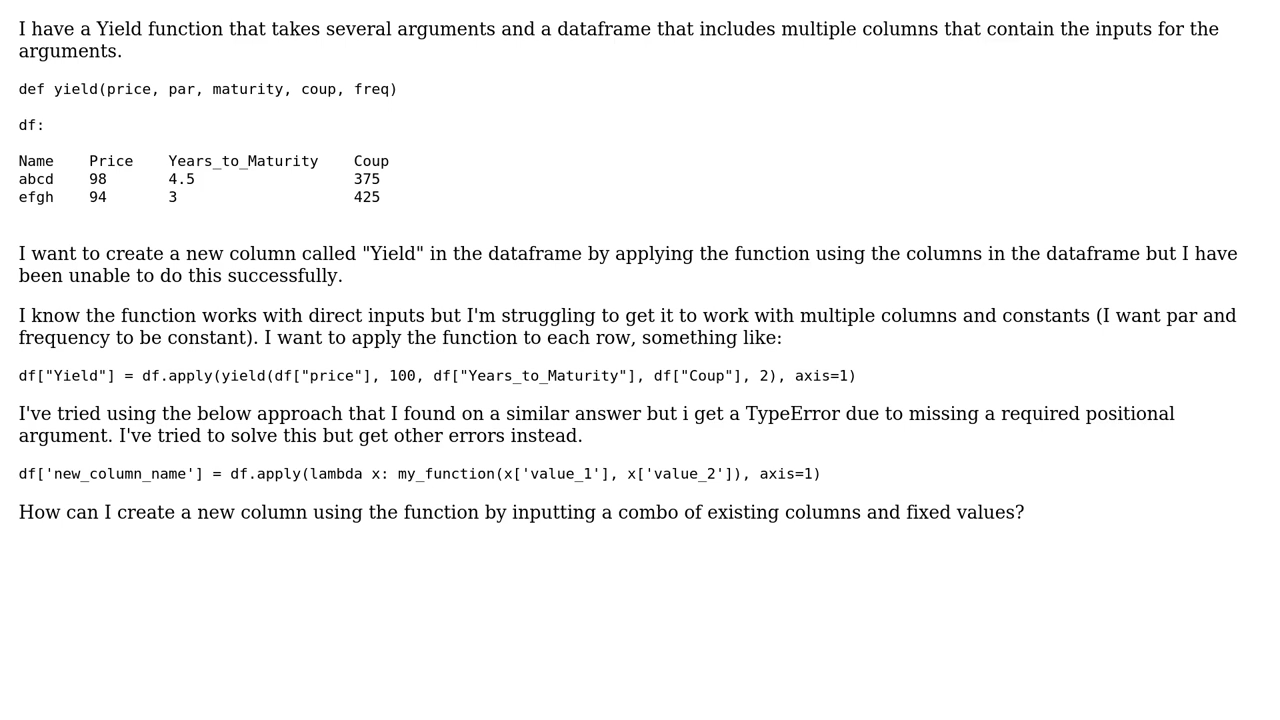 I have a Yield function that takes several arguments and a dataframe that includes multiple columns that contain the inputs for the
arguments.
def yield(price, par, maturity, coup, freq)
df:
Name    Price    Years_to_Maturity    Coup
abcd    98       4.5                  375
efgh    94       3                    425
I want to create a new column called "Yield" in the dataframe by applying the function using the columns in the dataframe but I have
been unable to do this successfully.
I know the function works with direct inputs but I'm struggling to get it to work with multiple columns and constants (I want par and
frequency to be constant). I want to apply the function to each row, something like:
df["Yield"] = df.apply(yield(df["price"], 100, df["Years_to_Maturity"], df["Coup"], 2), axis=1)
I've tried using the below approach that I found on a similar answer but i get a TypeError due to missing a required positional
argument. I've tried to solve this but get other errors instead.
df['new_column_name'] = df.apply(lambda x: my_function(x['value_1'], x['value_2']), axis=1)
How can I create a new column using the function by inputting a combo of existing columns and fixed values?